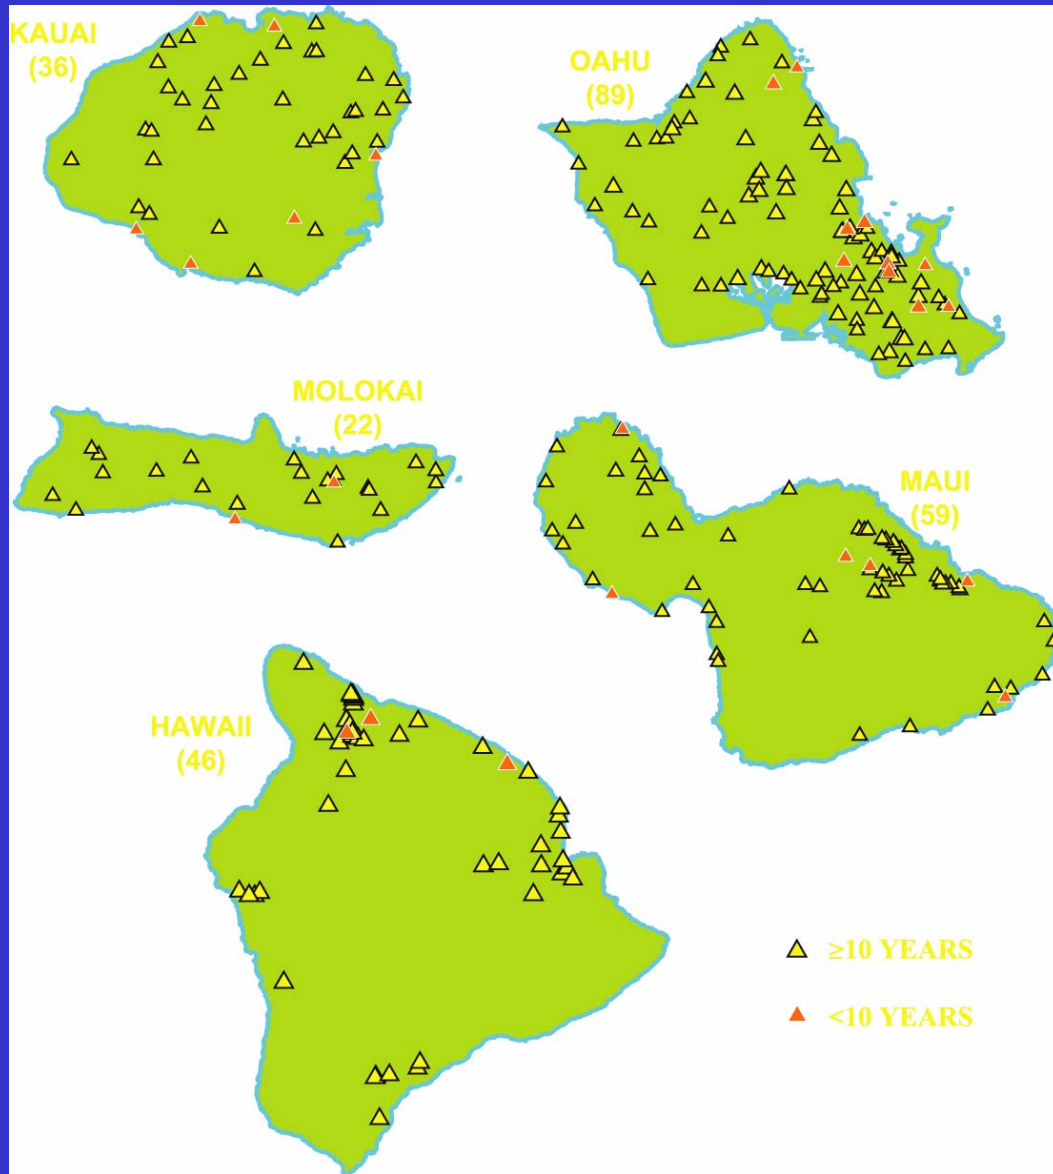 KAUAI
(36)
OAHU
(89)
MOLOKAI
(22)
MAUI
(59)
HAWAII
(46)
≥10 YEARS
<10 YEARS